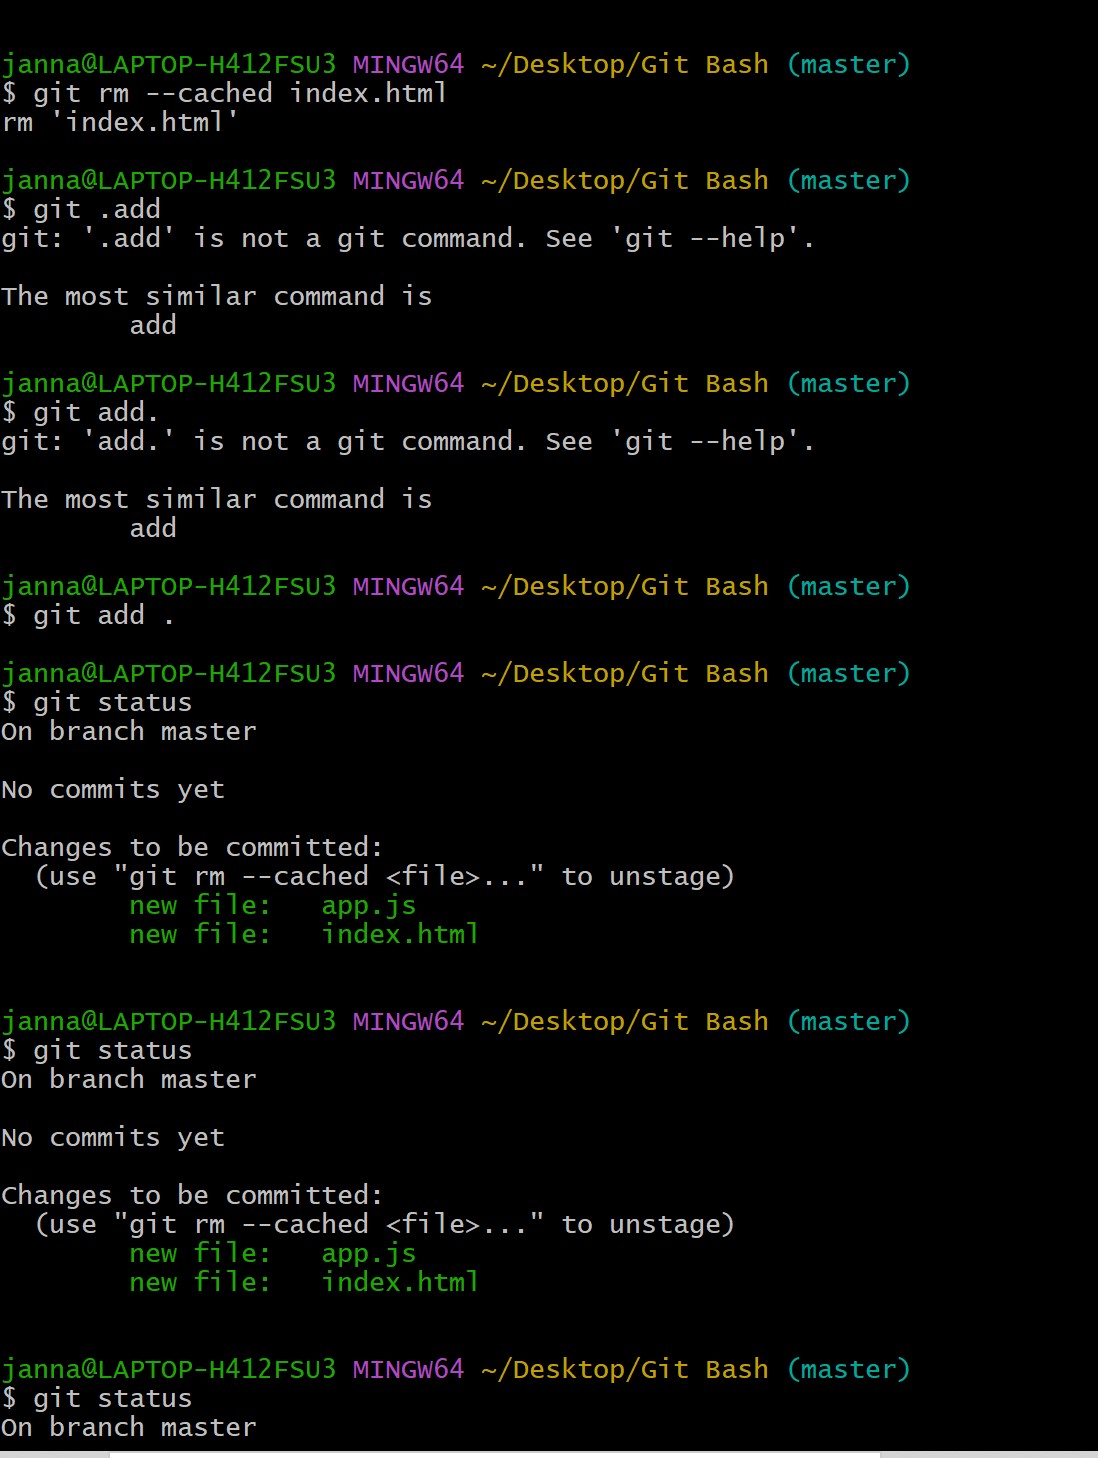 janna@LAPTOP-H412FSU3 MINGW64 ~/Desktop/Git Bash (master)
$ git rm --cached index.html
rm 'index.html'
janna@LAPTOP-H412FSU3 MINGW64 ~/Desktop/Git Bash (master)
$ git .add
git: '.add' is not a git command. See 'git --help'.
The most similar command is
add
janna@LAPTOP-H412FSU3 MINGW64 ~/Desktop/Git Bash (master)
$ git add.
git: 'add.' is not a git command. See 'git --help'.
The most similar command is
add
janna@LAPTOP-H412FSU3 MINGW64 ~/Desktop/Git Bash (master)
$ git add .
janna@LAPTOP-H412FSU3 MINGW64 ~/Desktop/Git Bash (master)
$ git status
On branch master
No commits yet
Changes to be committed:
(use "git rm --cached <file>..." to unstage)
new file:   app.js
new file:   index.html
janna@LAPTOP-H412FSU3 MINGW64 ~/Desktop/Git Bash (master)
$ git status
On branch master
No commits yet
Changes to be committed:
(use "git rm --cached <file>..." to unstage)
new file:   app.js
new file:   index.html
janna@LAPTOP-H412FSU3 MINGW64 ~/Desktop/Git Bash (master)
$ git status
On branch master